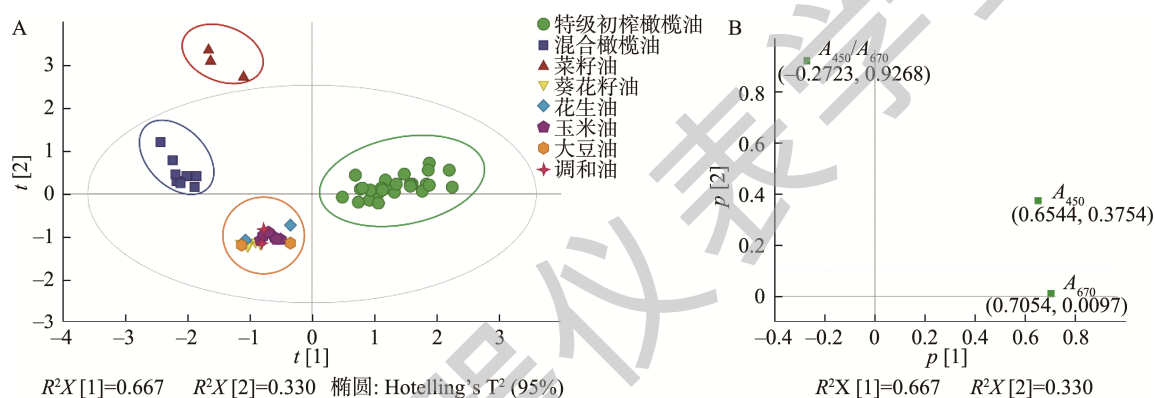 A
t [2]
3
2
1
0
−1
−2
−3
−4
−3
−2
−1
0
1
2
3
t [1]
特级初榨橄榄油
混合橄榄油
菜籽油
葵花籽油
花生油
玉米油
大豆油
调和油
R²X [1]=0.667 R²X [2]=0.330 椭圆: Hotelling's T² (95%)
B
p [2]
0.8
0.6
0.4
0.2
0
−0.4
−0.2
0
0.2
0.4
0.6
0.8
p [1]
A450/A670
(−0.2723, 0.9268)
A450
(0.6544, 0.3754)
A670
(0.7054, 0.0097)
R²X [1]=0.667 R²X [2]=0.330
程仪表学